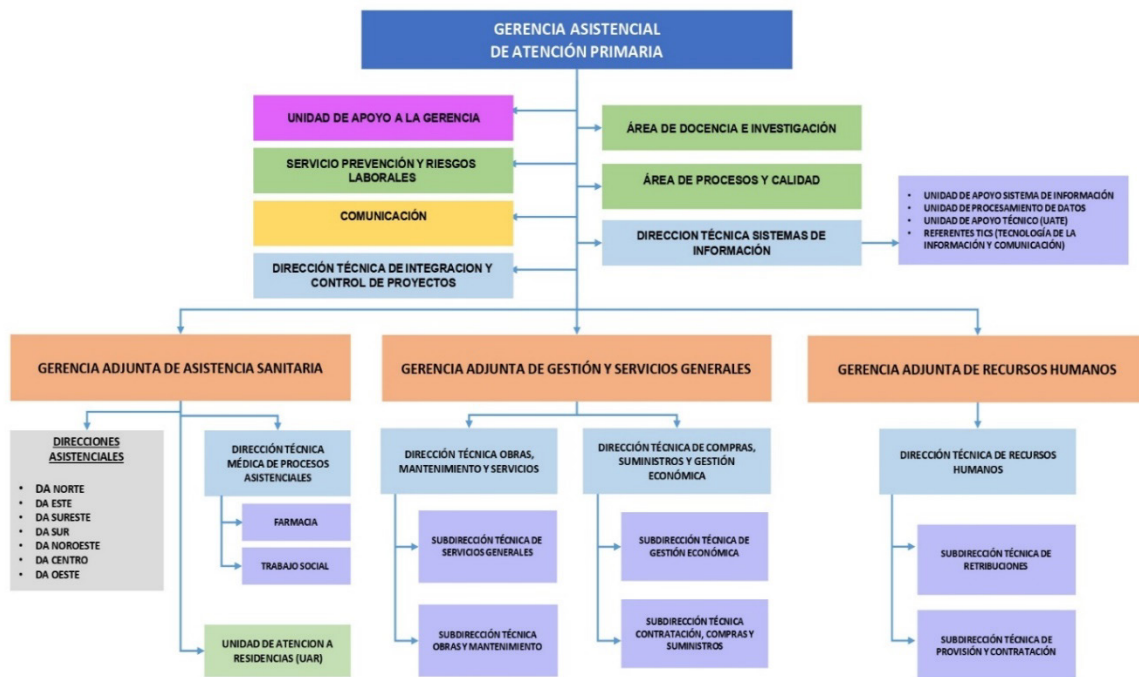 GERENCIA ASISTENCIAL
DE ATENCIÓN PRIMARIA
UNIDAD DE APOYO A LA GERENCIA
ÁREA DE DOCENCIA E INVESTIGACIÓN
SERVICIO PREVENCIÓN Y RIESGOS
LABORALES
ÁREA DE PROCESOS Y CALIDAD
COMUNICACIÓN
DIRECCION TÉCNICA SISTEMAS DE
INFORMACIÓN
• UNIDAD DE APOYO SISTEMA DE INFORMACIÓN
• UNIDAD DE PROCESAMIENTO DE DATOS
• UNIDAD DE APOYO TÉCNICO (UATE)
• REFERENTES TICS (TECNOLOGÍA DE LA
INFORMACIÓN Y COMUNICACIÓN)
DIRECCIÓN TÉCNICA DE INTEGRACION Y
CONTROL DE PROYECTOS
GERENCIA ADJUNTA DE ASISTENCIA SANITARIA
GERENCIA ADJUNTA DE GESTIÓN Y SERVICIOS GENERALES
GERENCIA ADJUNTA DE RECURSOS HUMANOS
DIRECCIONES
ASISTENCIALES
• DA NORTE
• DA ESTE
• DA SURESTE
• DA SUR
• DA NOROESTE
• DA CENTRO
• DA OESTE
DIRECCIÓN TÉCNICA
MÉDICA DE PROCESOS
ASISTENCIALES
FARMACIA
TRABAJO SOCIAL
UNIDAD DE ATENCION A
RESIDENCIAS (UAR)
DIRECCIÓN TÉCNICA OBRAS,
MANTENIMIENTO Y SERVICIOS
SUBDIRECCIÓN TÉCNICA DE
SERVICIOS GENERALES
SUBDIRECCIÓN TÉCNICA
OBRAS Y MANTENIMIENTO
DIRECCIÓN TÉCNICA DE COMPRAS,
SUMINISTROS Y GESTIÓN
ECONÓMICA
SUBDIRECCIÓN TÉCNICA DE
GESTIÓN ECONÓMICA
SUBDIRECCIÓN TÉCNICA
CONTRATACIÓN, COMPRAS Y
SUMINISTROS
DIRECCIÓN TÉCNICA DE RECURSOS
HUMANOS
SUBDIRECCIÓN TÉCNICA DE
RETRIBUCIONES
SUBDIRECCIÓN TÉCNICA DE
PROVISIÓN Y CONTRATACIÓN